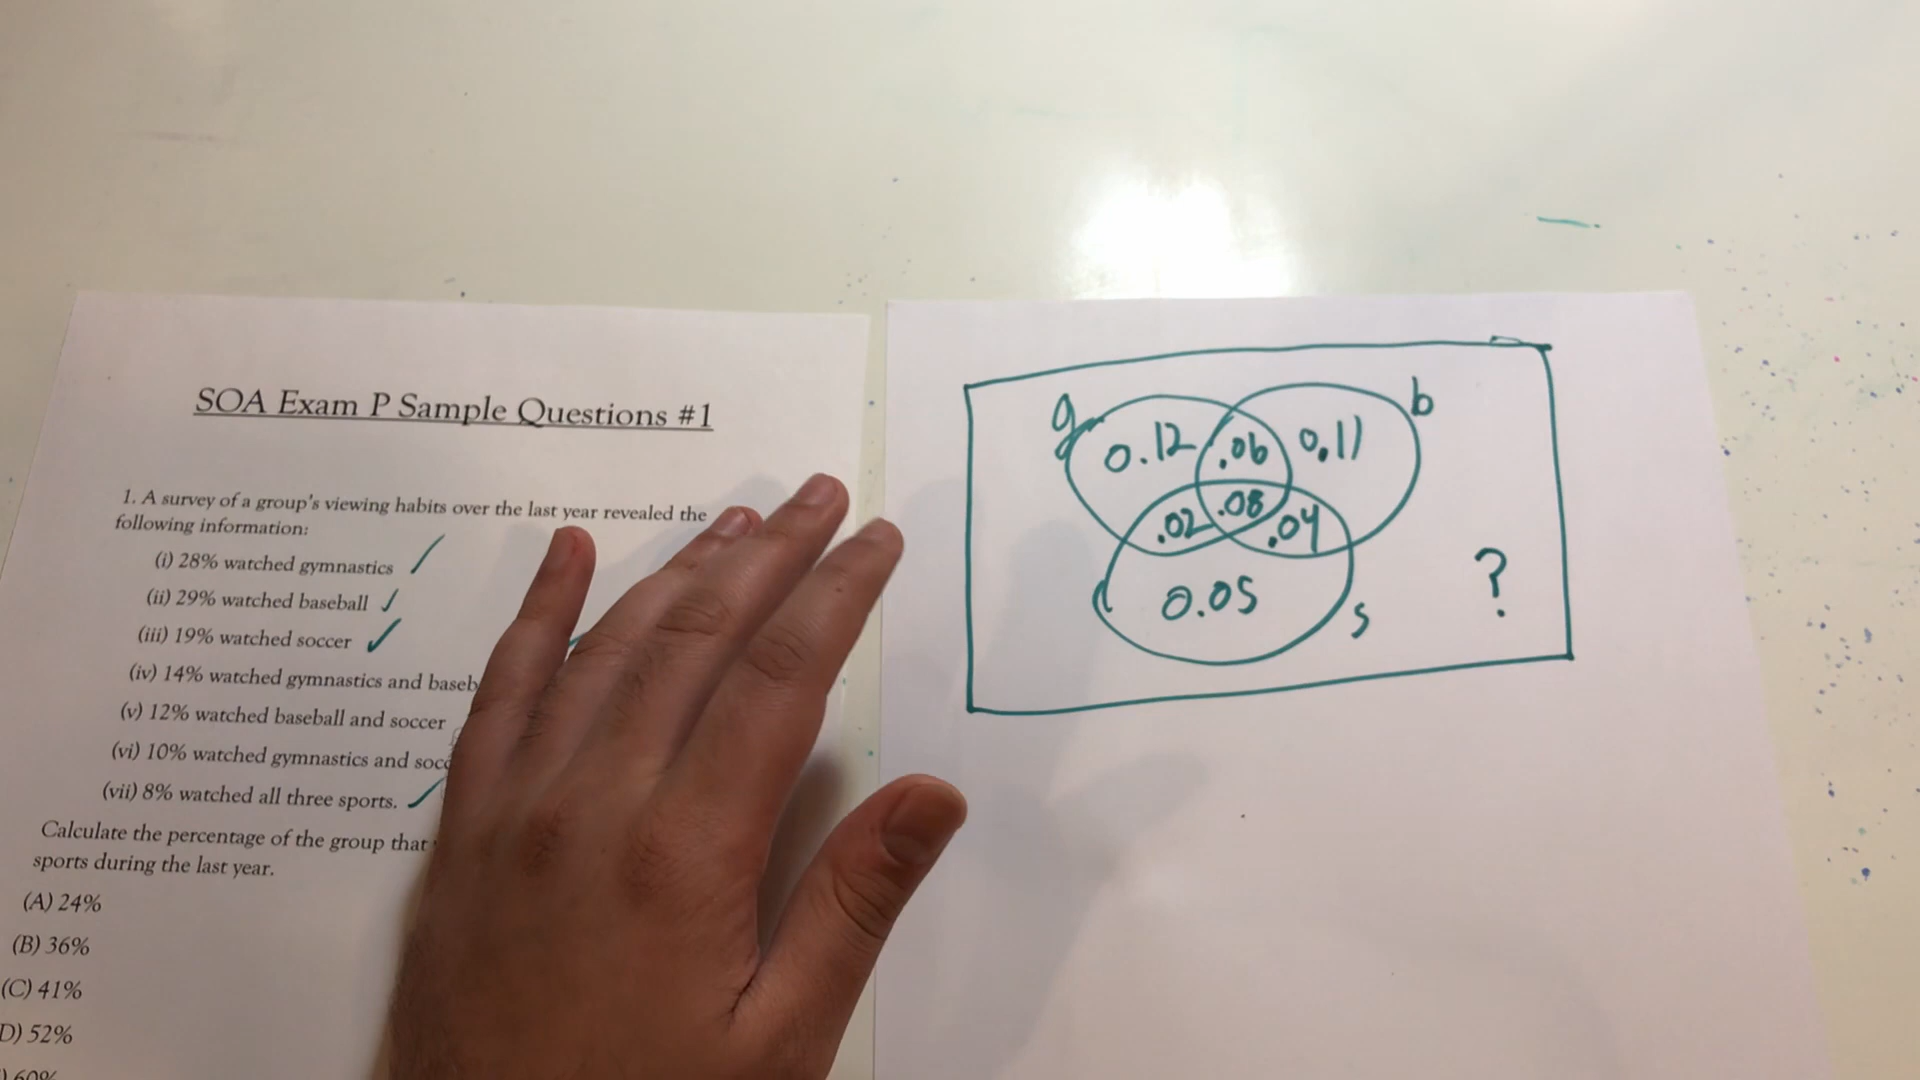 SOA Exam P Sample Questions #1
1. A survey of a group's viewing habits over the last year revealed the
following information:
(i) 28% watched gymnastics
(ii) 29% watched baseball
(iii) 19% watched soccer
(iv) 14% watched gymnastics and baseb
(v) 12% watched baseball and soccer
(vi) 10% watched gymnastics and socc
(vii) 8% watched all three sports.
Calculate the percentage of the group that
sports during the last year.
(A) 24%
(B) 36%
(C) 41%
D) 52%
) 60%
g
b
0.12
.06
0.11
.08
.02
.04
0.05
s
?